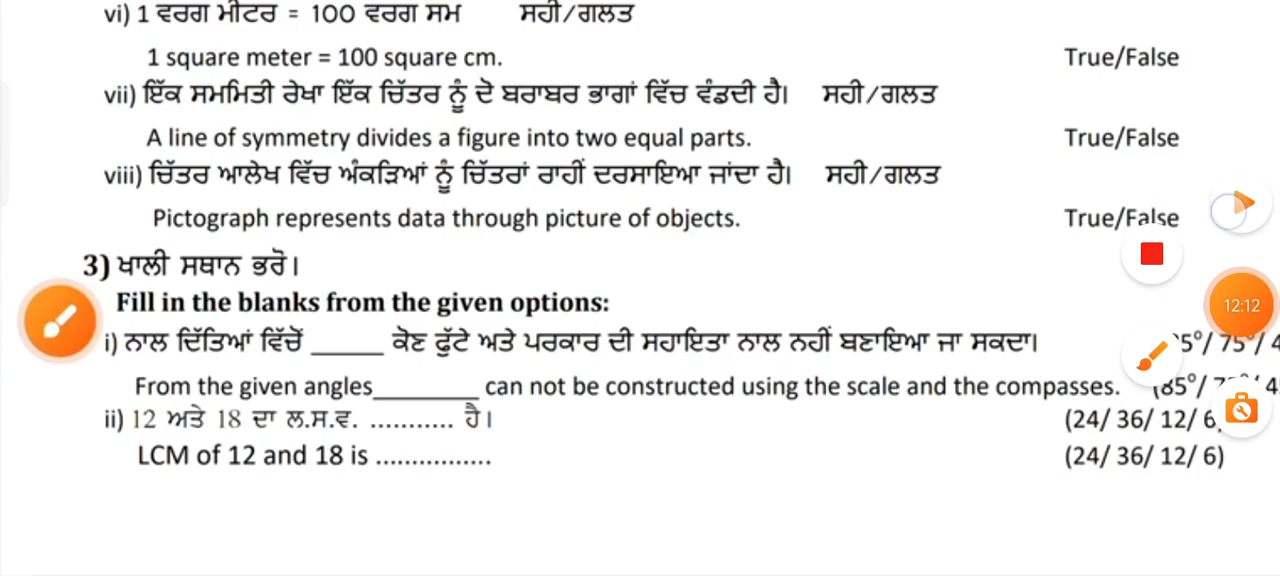 vi) 1 ਵਰਗ ਮੀਟਰ = 100 ਵਰਗ ਸਮ ਸਹੀ/ਗਲਤ
1 square meter = 100 square cm. True/False
vii) ਇੱਕ ਸਮਮਿਤੀ ਰੇਖਾ ਇੱਕ ਚਿੱਤਰ ਨੂੰ ਦੋ ਬਰਾਬਰ ਭਾਗਾਂ ਵਿੱਚ ਵੰਡਦੀ ਹੈ। ਸਹੀ/ਗਲਤ
A line of symmetry divides a figure into two equal parts. True/False
viii) ਚਿੱਤਰ ਆਲੇਖ ਵਿੱਚ ਅੰਕੜਿਆਂ ਨੂੰ ਚਿੱਤਰਾਂ ਰਾਹੀਂ ਦਰਸਾਇਆ ਜਾਂਦਾ ਹੈ। ਸਹੀ/ਗਲਤ
Pictograph represents data through picture of objects. True/False
3) ਖਾਲੀ ਸਥਾਨ ਭਰੋ।
Fill in the blanks from the given options:
12:12
i) ਨਾਲ ਦਿੱਤਿਆਂ ਵਿੱਚੋਂ ______ ਕੋਣ ਫੁੱਟੇ ਅਤੇ ਪਰਕਾਰ ਦੀ ਸਹਾਇਤਾ ਨਾਲ ਨਹੀਂ ਬਣਾਇਆ ਜਾ ਸਕਦਾ। 5°/ 75°/ 4
From the given angles________ can not be constructed using the scale and the compasses. (85°/
ii) 12 ਅਤੇ 18 ਦਾ ਲ.ਸ.ਵ. ........... ਹੈ। (24/ 36/ 12/ 6
LCM of 12 and 18 is ................ (24/ 36/ 12/ 6)